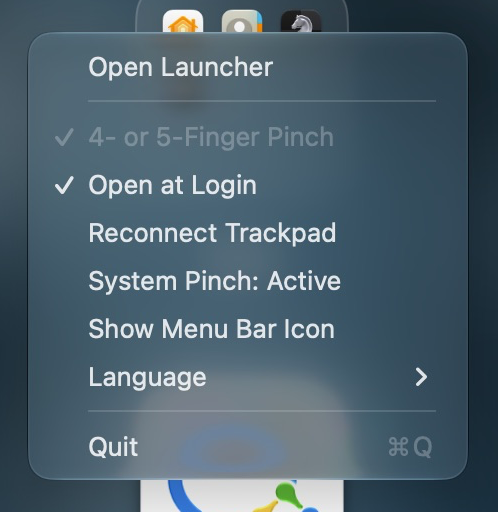 Open Launcher
✓ 4- or 5-Finger Pinch
✓ Open at Login
Reconnect Trackpad
System Pinch: Active
Show Menu Bar Icon
Language >
Quit ⌘Q